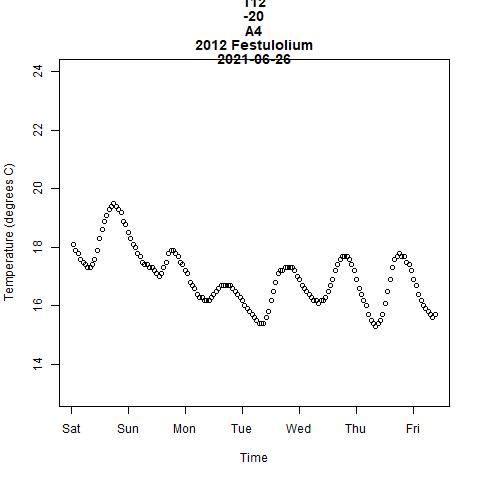 T12
-20
A4
2012 Festulolium
2021-06-26
24
22
20
18
16
14
Temperature (degrees C)
Sat Sun Mon Tue Wed Thu Fri
Time